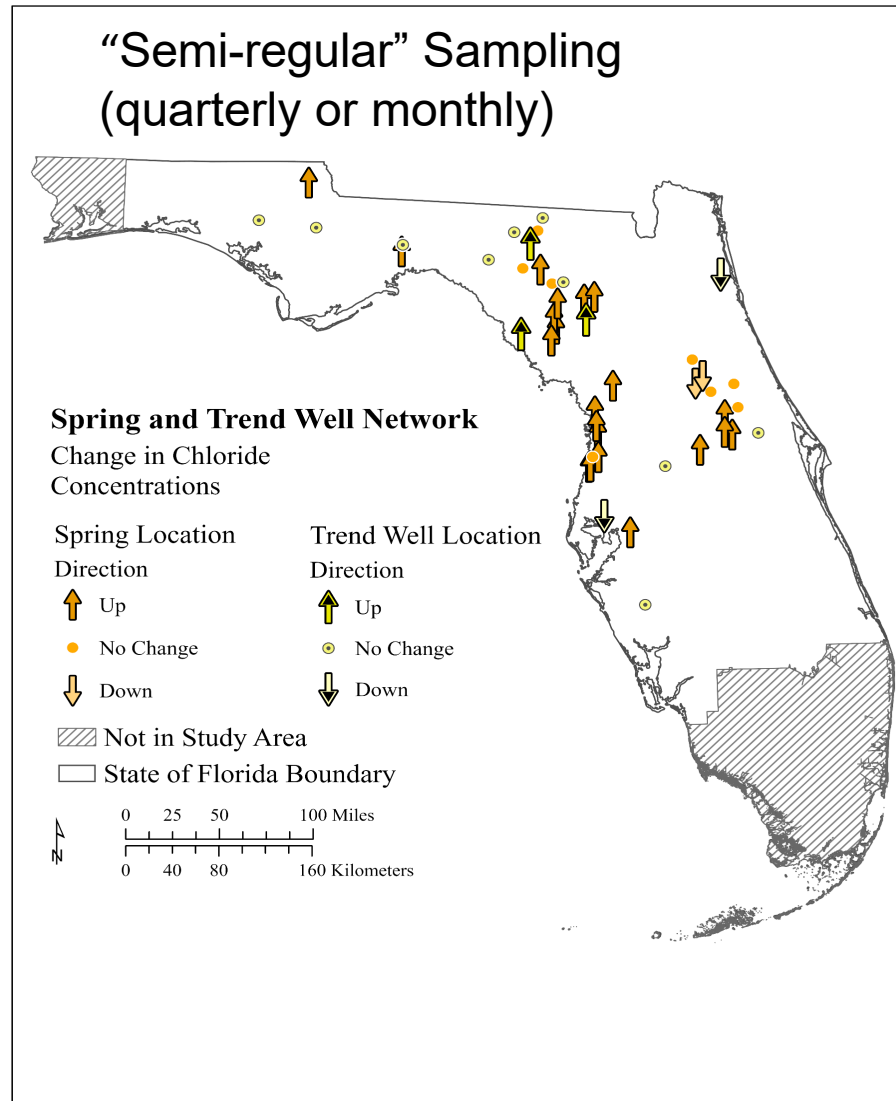 “Semi-regular” Sampling
(quarterly or monthly)
Spring and Trend Well Network
Change in Chloride
Concentrations
Spring Location
Direction
Up
No Change
Down
Trend Well Location
Direction
Up
No Change
Down
Not in Study Area
State of Florida Boundary
0 25 50 100 Miles
0 40 80 160 Kilometers
N